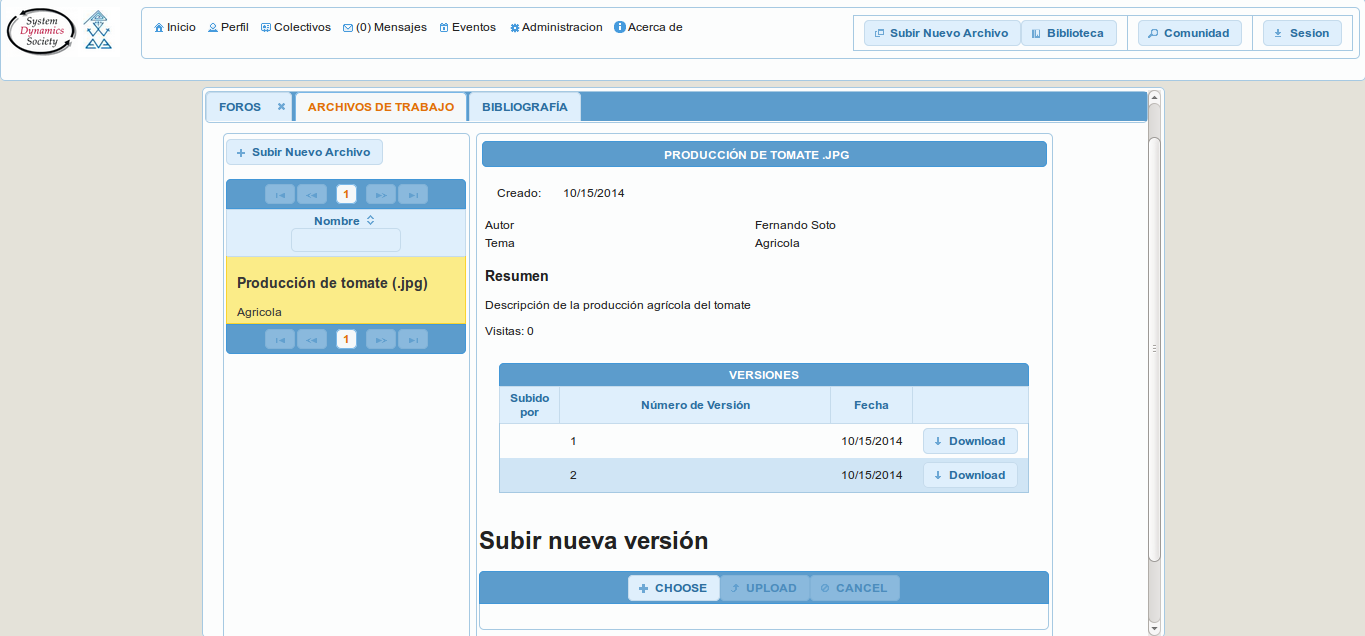 System
Dynamics
Society
Inicio Perfil Colectivos (0) Mensajes Eventos Administracion Acerca de
Subir Nuevo Archivo Biblioteca Comunidad Sesion
FOROS ARCHIVOS DE TRABAJO BIBLIOGRAFÍA
Subir Nuevo Archivo
1
Nombre
Producción de tomate (.jpg)
Agricola
1
PRODUCCIÓN DE TOMATE .JPG
Creado: 10/15/2014
Autor Fernando Soto
Tema Agricola
Resumen
Descripción de la producción agrícola del tomate
Visitas: 0
VERSIONES
Subido
por Número de Versión Fecha
1 10/15/2014 Download
2 10/15/2014 Download
Subir nueva versión
CHOOSE UPLOAD CANCEL